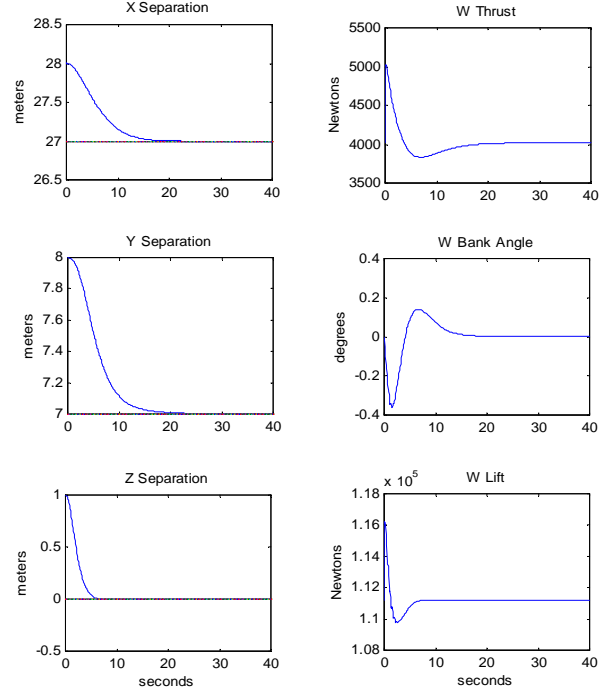 X Separation
28.5
28
27.5
27
26.5
meters
0 10 20 30 40
W Thrust
5500
5000
4500
4000
3500
Newtons
0 10 20 30 40
Y Separation
8
7.8
7.6
7.4
7.2
7
meters
0 10 20 30 40
W Bank Angle
0.4
0.2
0
-0.2
-0.4
degrees
0 10 20 30 40
Z Separation
1
0.5
0
-0.5
meters
0 10 20 30 40
seconds
W Lift
x 10^5
1.18
1.16
1.14
1.12
1.1
1.08
Newtons
0 10 20 30 40
seconds